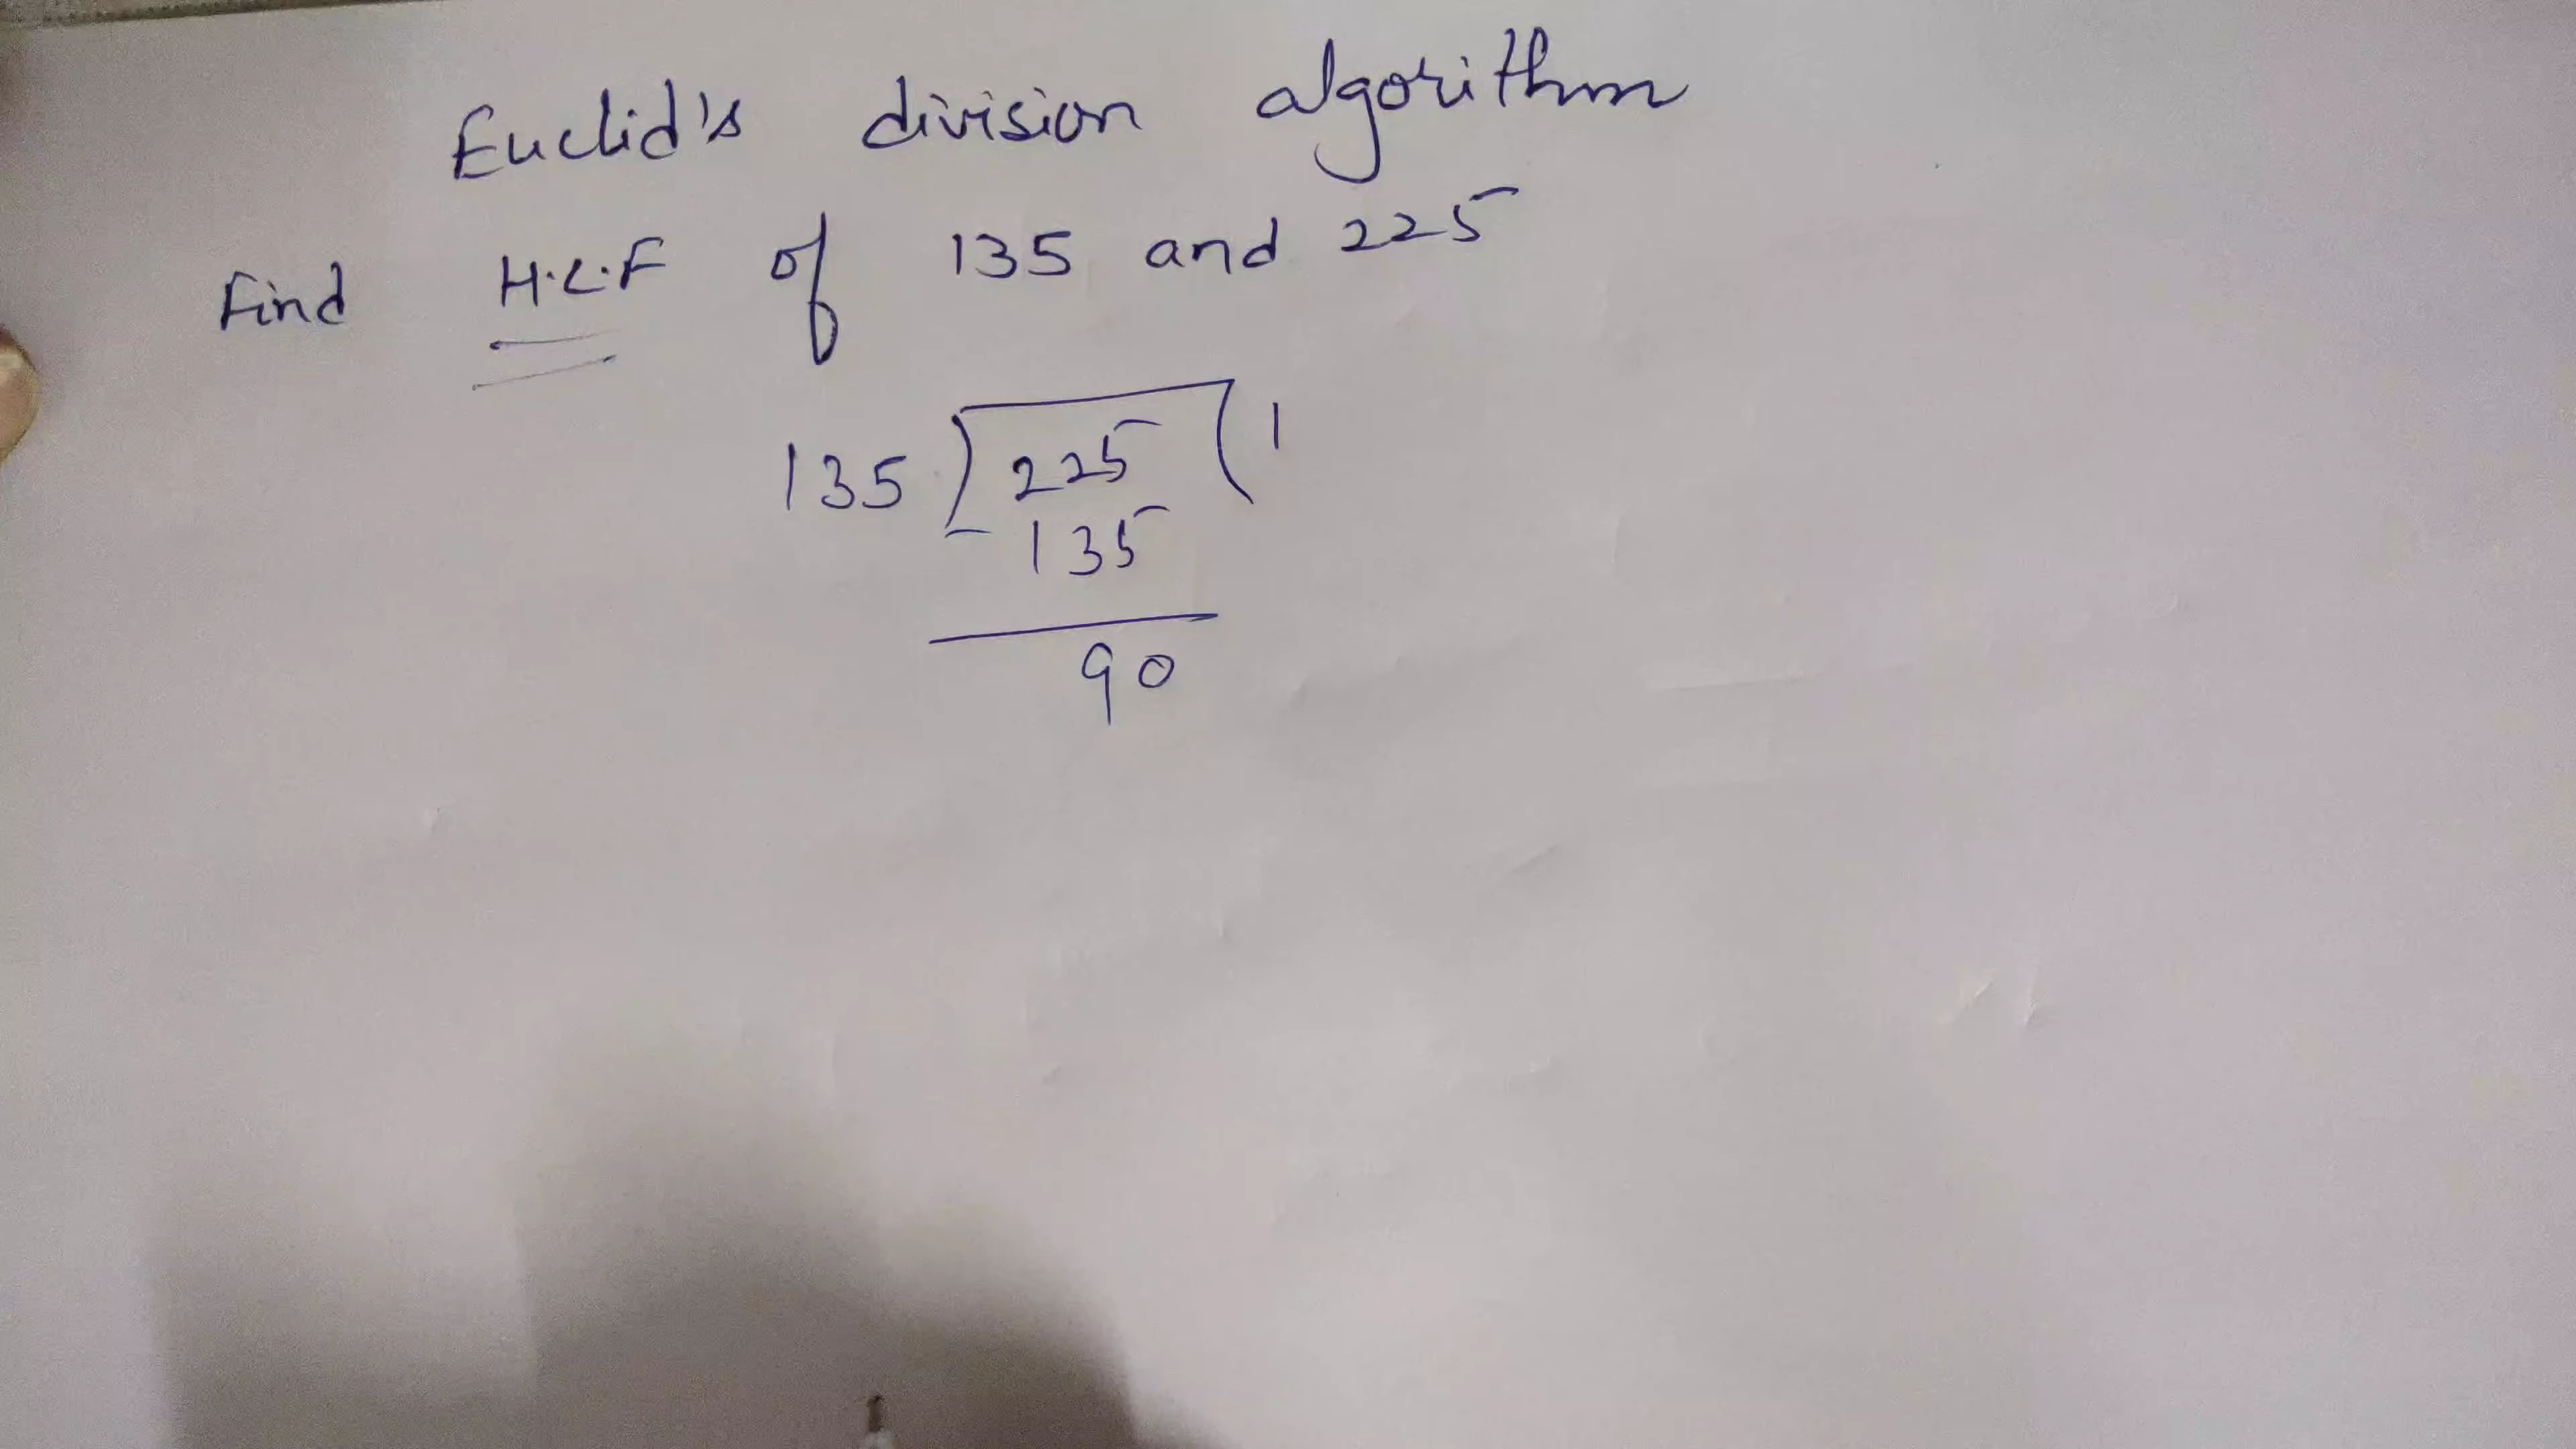 Euclid's division algorithm
Find H.C.F of 135 and 225
135 ) 225 ( 1
- 135
90